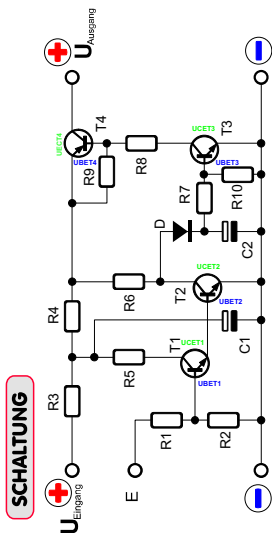 SCHALTUNG
U Eingang
U Ausgang
E
R3
R4
R1
R2
R5
T1
UCET1
UBET1
C1
R6
T2
UCET2
UBET2
D
C2
R7
R10
R8
T3
UCET3
UBET3
R9
T4
UECT4
UBET4